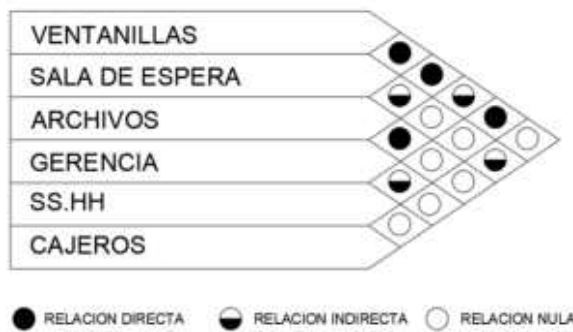 VENTANILLAS
SALA DE ESPERA
ARCHIVOS
GERENCIA
SS.HH
CAJEROS
RELACION DIRECTA RELACION INDIRECTA RELACION NULA